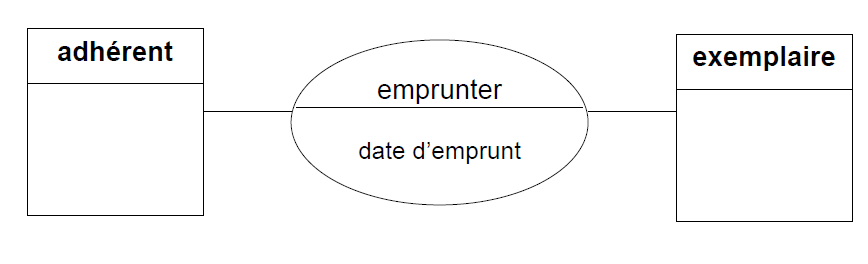 adhérent
emprunter
date d’emprunt
exemplaire